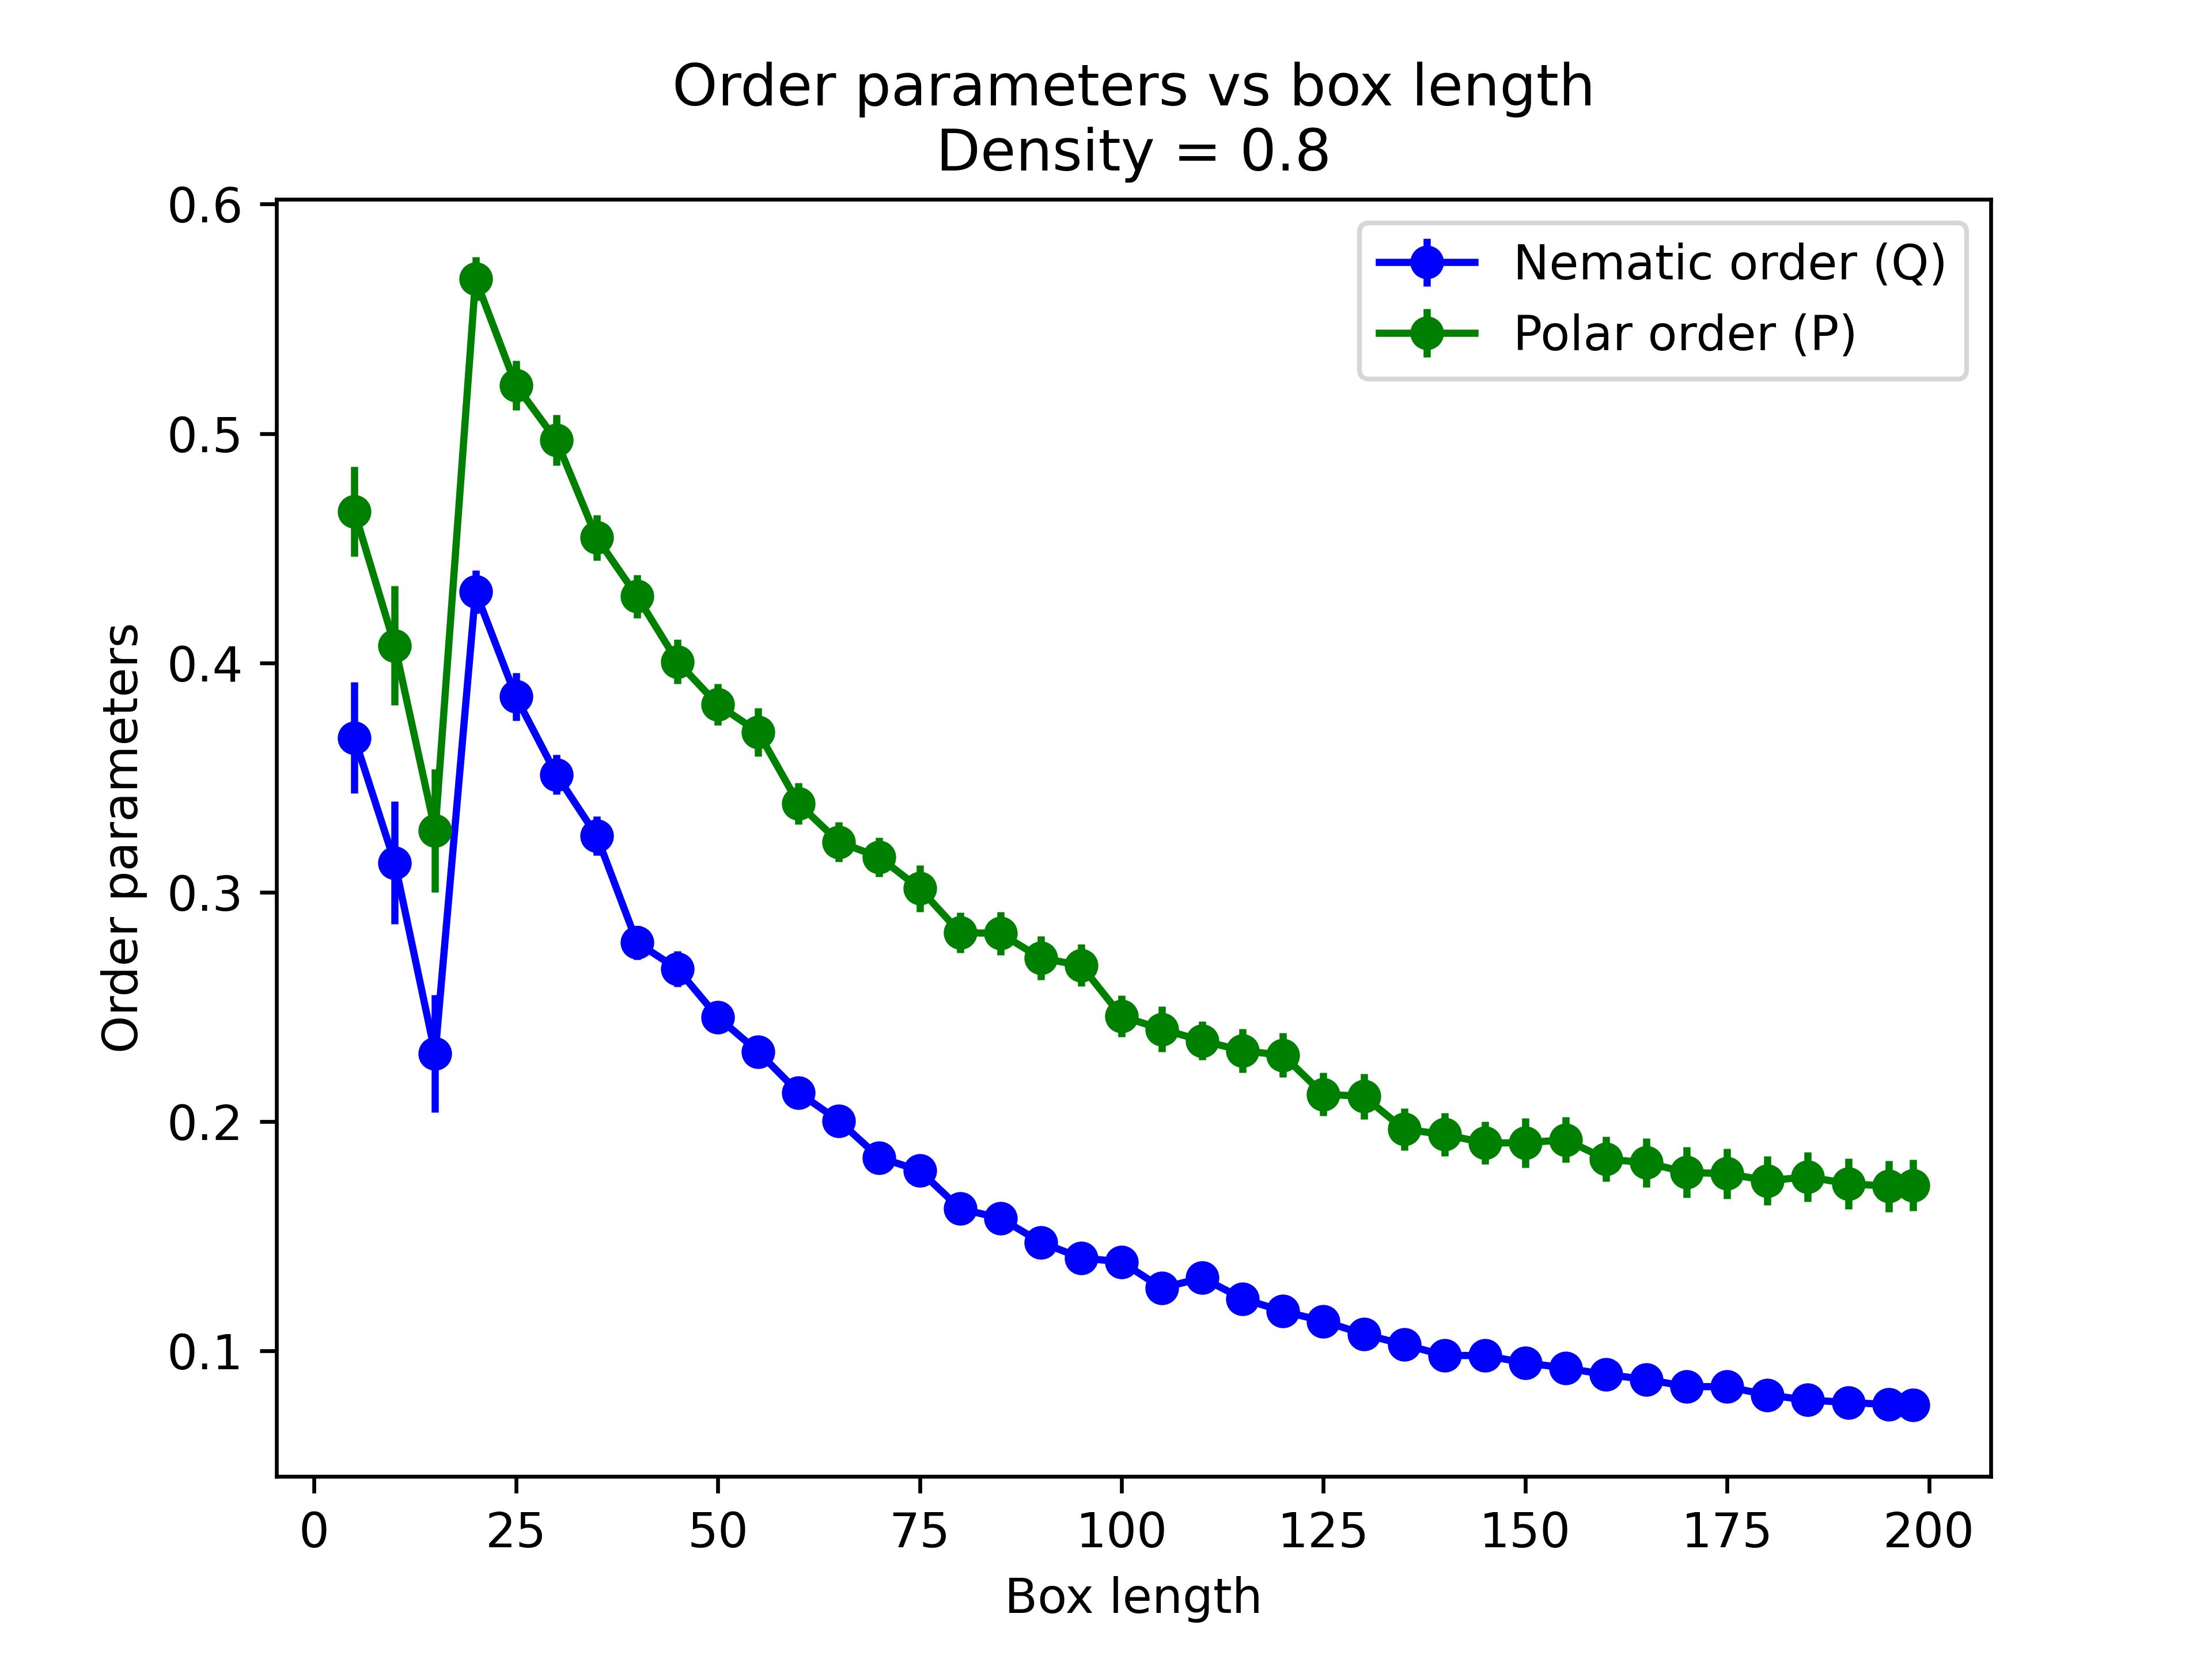 Order parameters vs box length
Density = 0.8
0.6
0.5
0.4
0.3
0.2
0.1
Order parameters
Nematic order (Q)
Polar order (P)
0 25 50 75 100 125 150 175 200
Box length